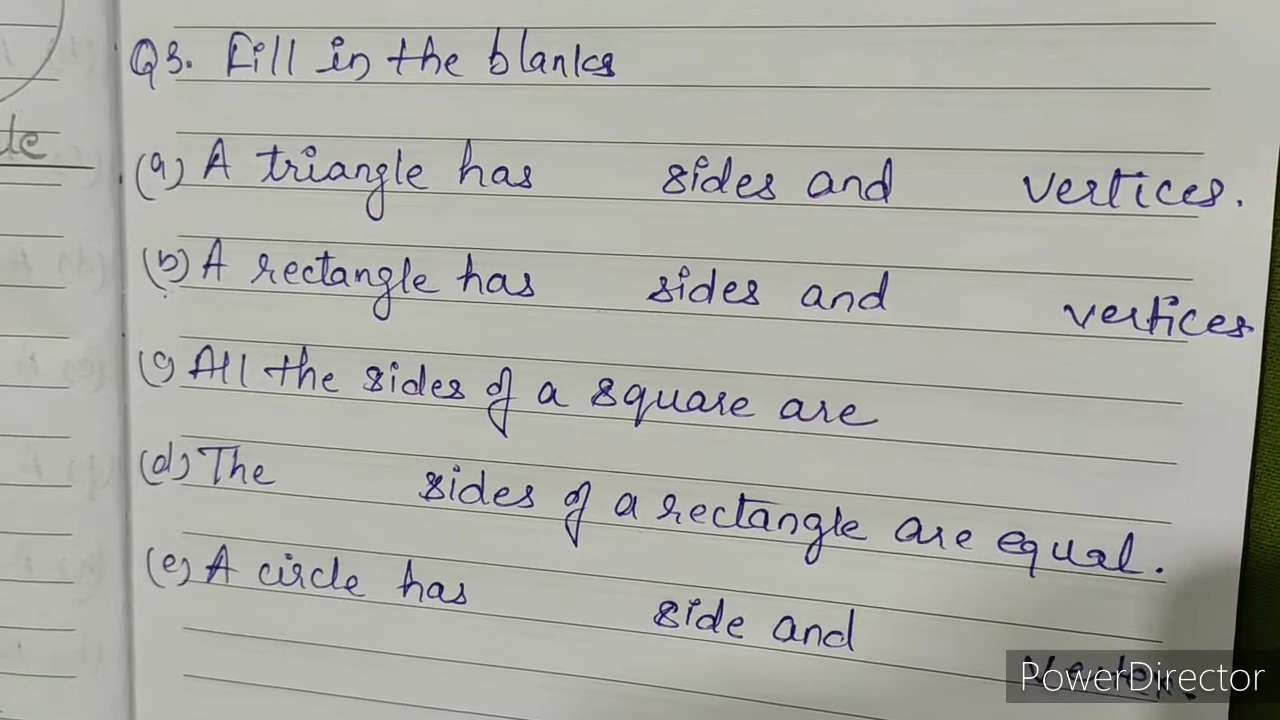 te
Q3. Fill in the blanks
(a) A triangle has sides and vertices.
(b) A rectangle has sides and vertices
(c) All the sides of a square are
(d) The sides of a rectangle are equal.
(e) A circle has side and
PowerDirector